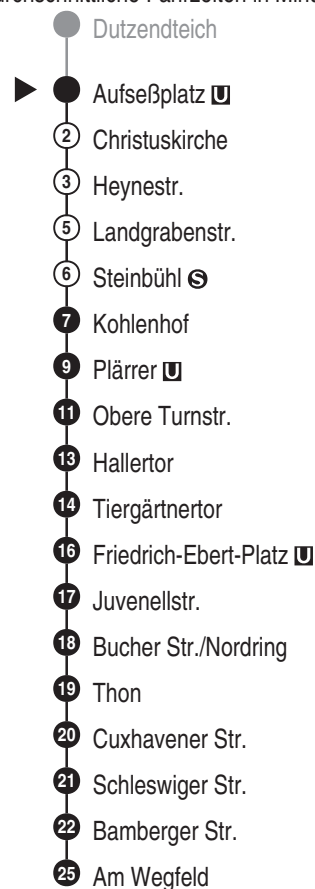 Dutzendteich
Aufseßplatz U
2 Christuskirche
3 Heynestr.
5 Landgrabenstr.
6 Steinbühl S
7 Kohlenhof
9 Plärrer U
11 Obere Turnstr.
13 Hallertor
14 Tiergärtnertor
16 Friedrich-Ebert-Platz U
17 Juvenellstr.
18 Bucher Str./Nordring
19 Thon
20 Cuxhavener Str.
21 Schleswiger Str.
22 Bamberger Str.
25 Am Wegfeld